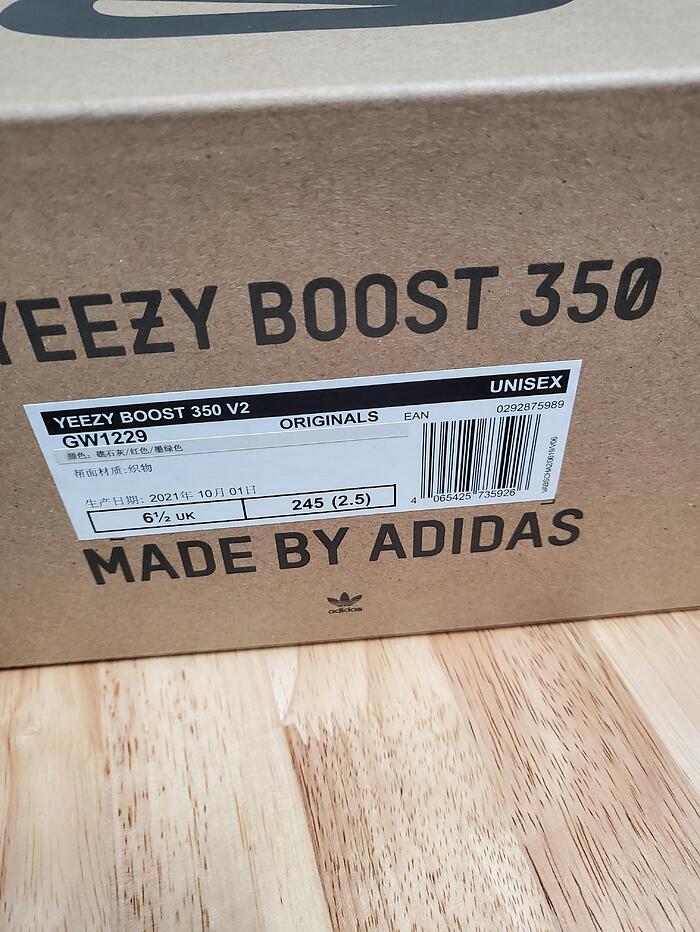 YEEZY BOOST 350
YEEZY BOOST 350 V2 UNISEX
GW1229 ORIGINALS EAN 0292875989
颜色: 礁石灰/红色/墨绿色
帮面材质:织物
生产日期: 2021年 10月 01日
6½ UK 245 (2.5)
4 065425 735926
MADE BY ADIDAS
adidas